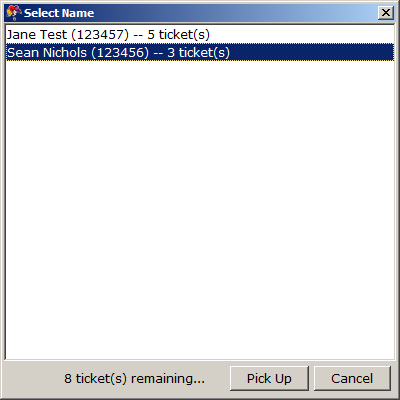 Select Name
Jane Test (123457) -- 5 ticket(s)
Sean Nichols (123456) -- 3 ticket(s)
8 ticket(s) remaining...
Pick Up
Cancel